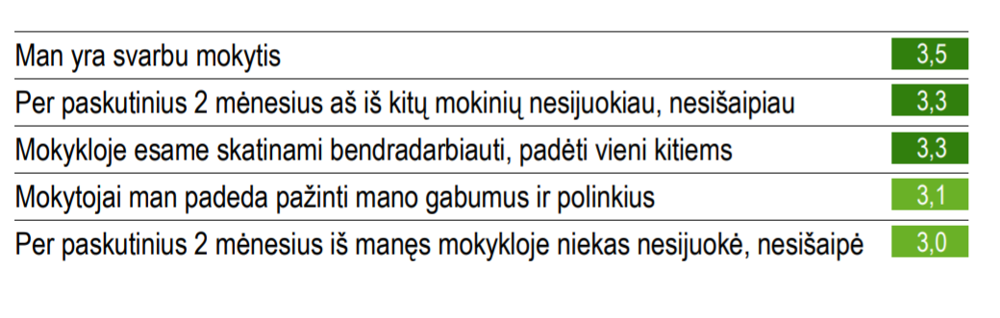 Man yra svarbu mokytis 3,5
Per paskutinius 2 mėnesius aš iš kitų mokinių nesijuokiau, nesišaipiau 3,3
Mokykloje esame skatinami bendradarbiauti, padėti vieni kitiems 3,3
Mokytojai man padeda pažinti mano gabumus ir polinkius 3,1
Per paskutinius 2 mėnesius iš manęs mokykloje niekas nesijuokė, nesišaipė 3,0